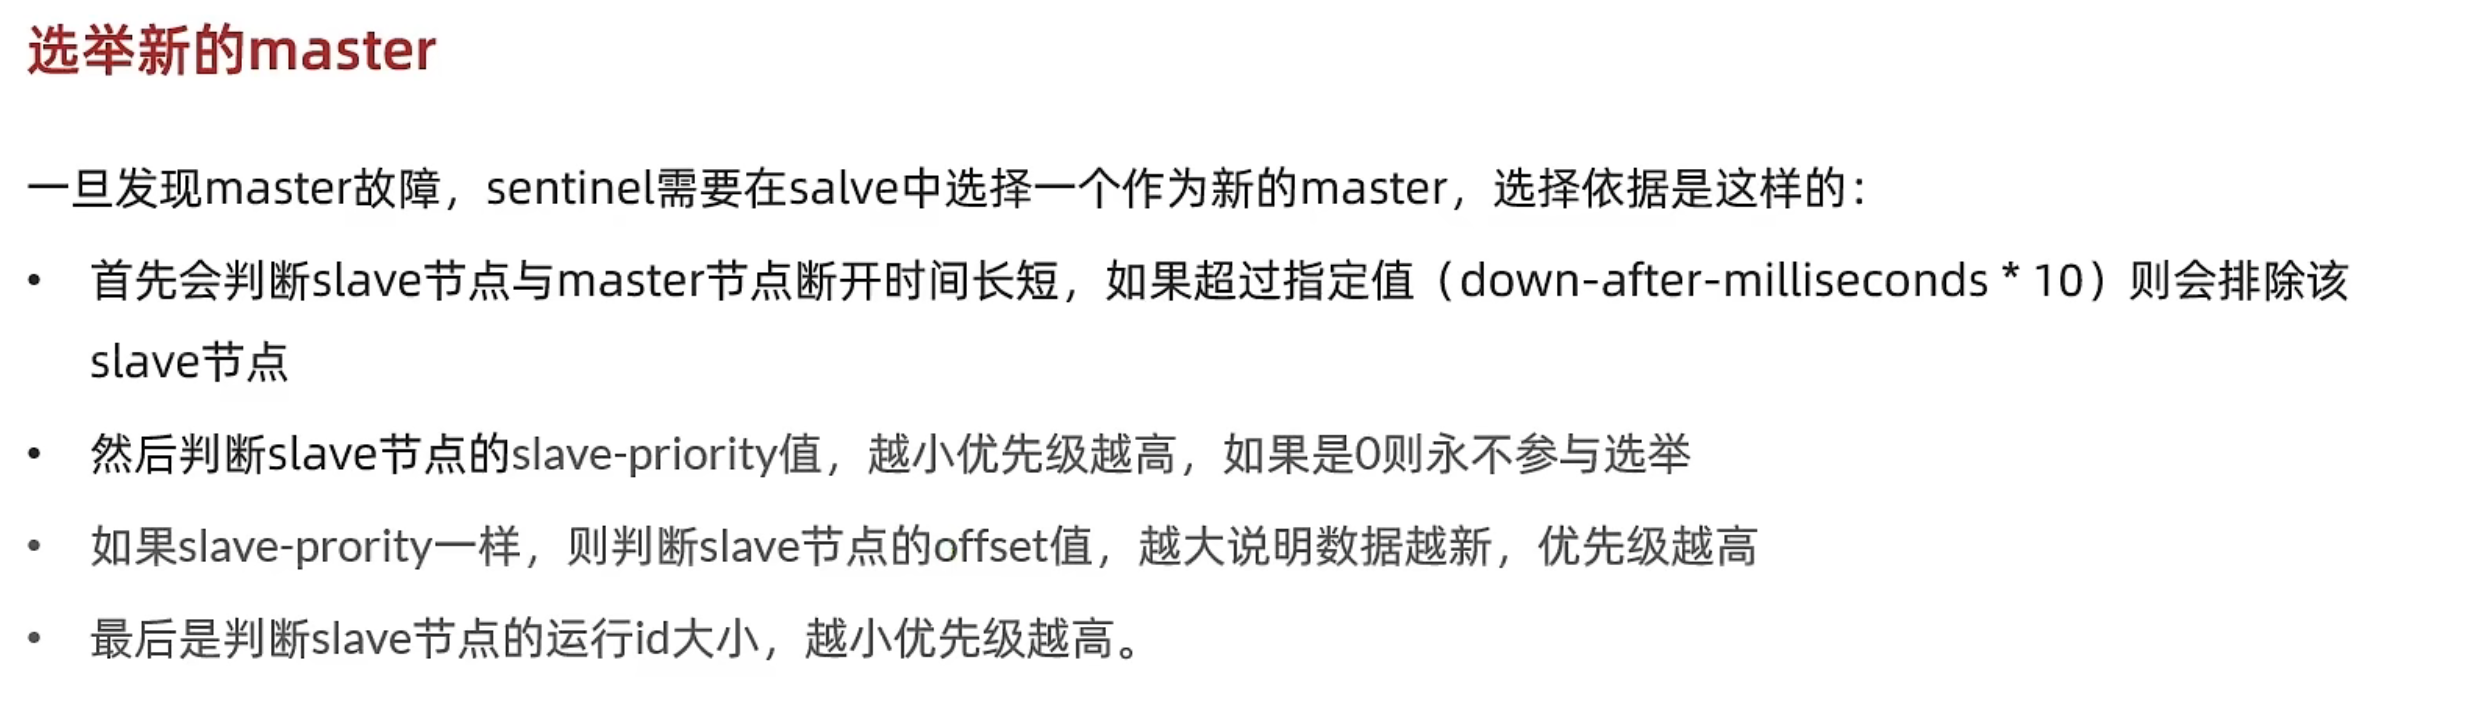 选举新的master
一旦发现master故障，sentinel需要在salve中选择一个作为新的master，选择依据是这样的：
• 首先会判断slave节点与master节点断开时间长短，如果超过指定值（down-after-milliseconds * 10）则会排除该
slave节点
• 然后判断slave节点的slave-priority值，越小优先级越高，如果是0则永不参与选举
• 如果slave-prority一样，则判断slave节点的offset值，越大说明数据越新，优先级越高
• 最后是判断slave节点的运行id大小，越小优先级越高。